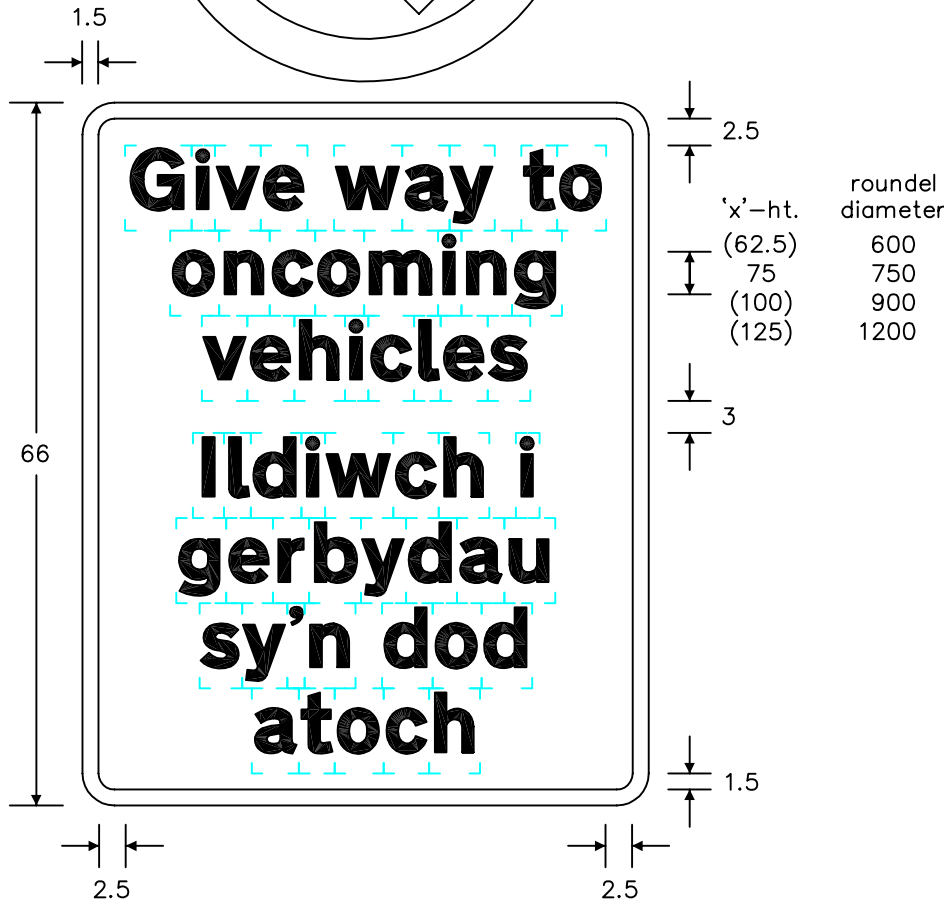 1.5
2.5
Give way to
oncoming
vehicles
Ildiwch i
gerbydau
sy’n dod
atoch
66
3
1.5
2.5
2.5
‘x’–ht. roundel diameter
(62.5) 600
75 750
(100) 900
(125) 1200